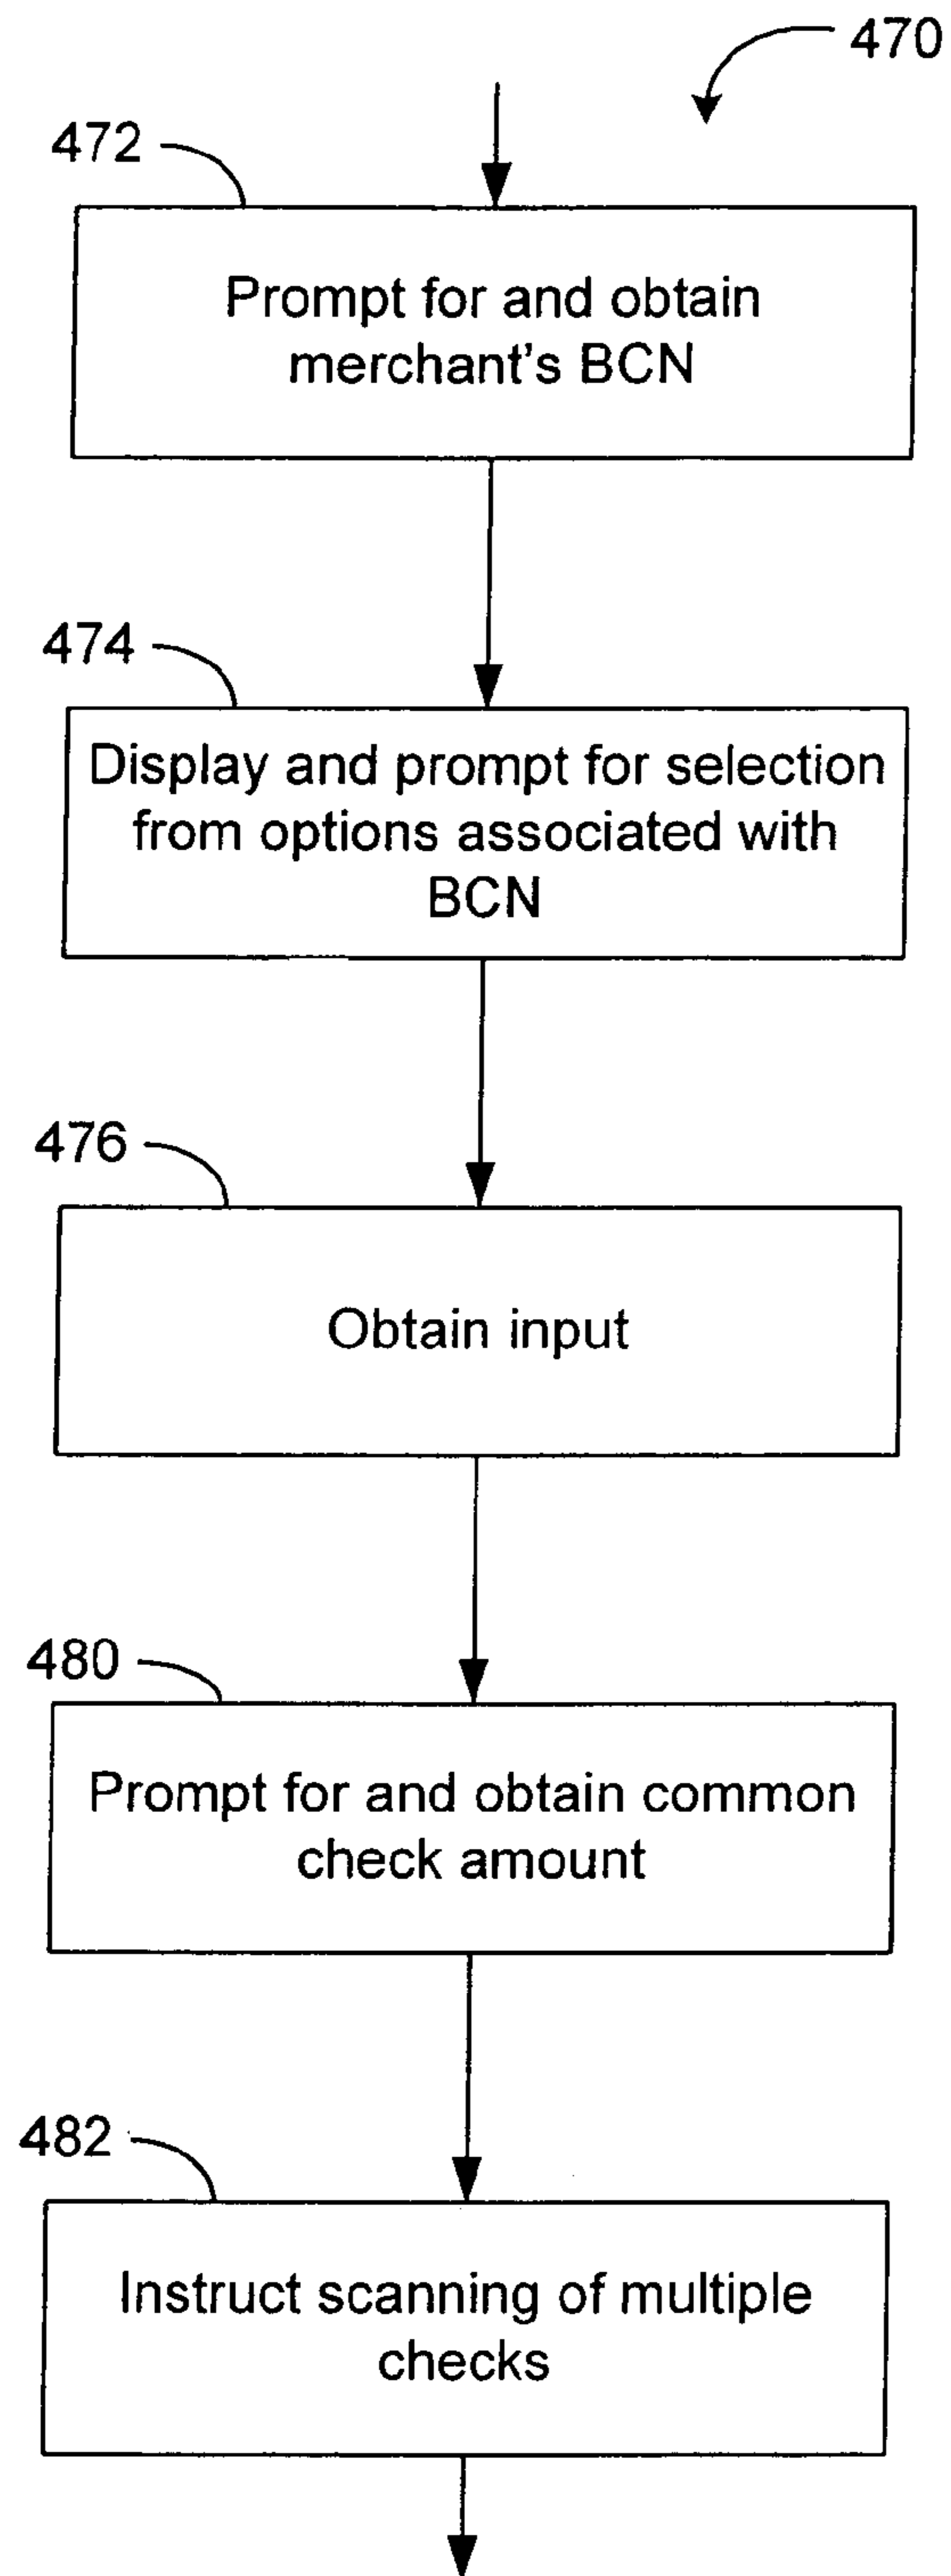 470
472
Prompt for and obtain
merchant's BCN
474
Display and prompt for selection
from options associated with
BCN
476
Obtain input
480
Prompt for and obtain common
check amount
482
Instruct scanning of multiple
checks